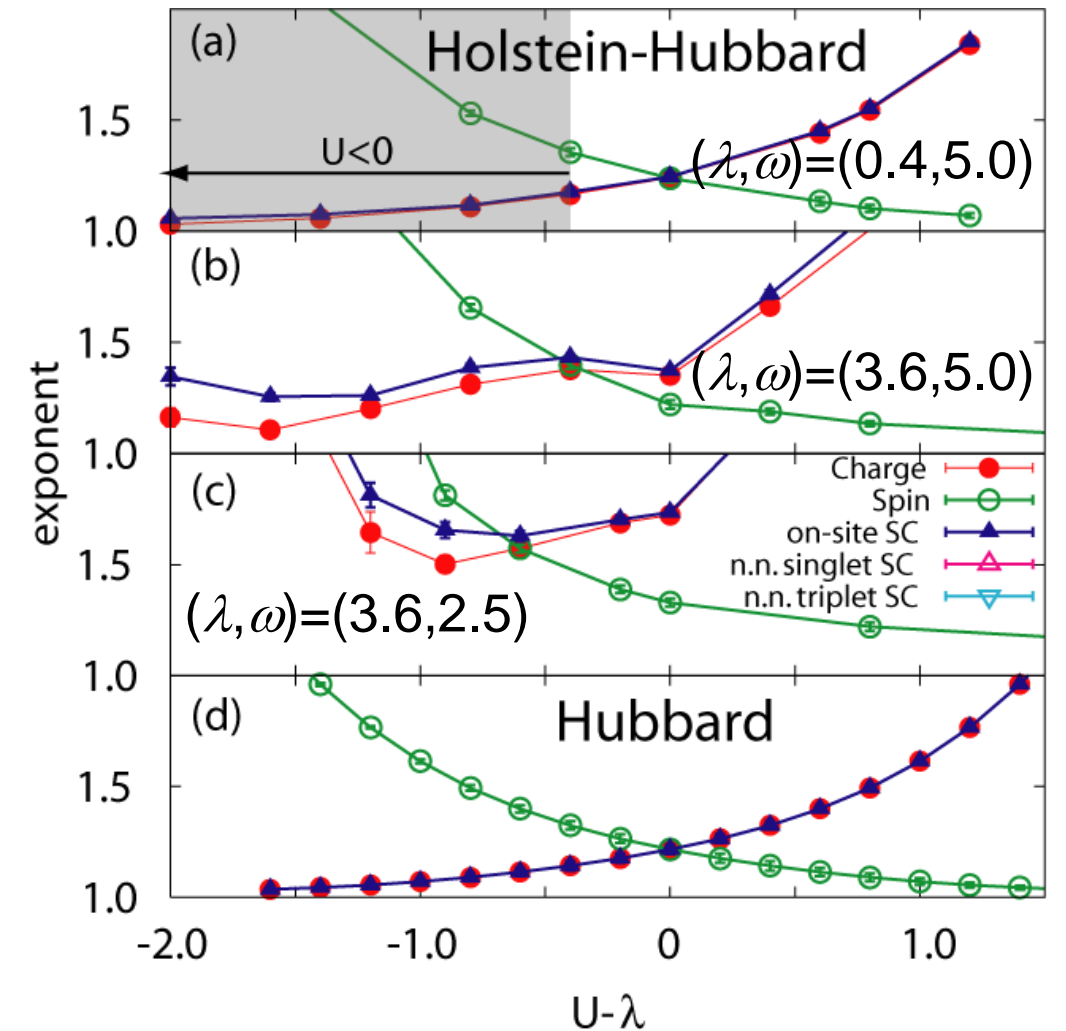 (a)
Holstein-Hubbard
1.5
U<0
(λ,ω)=(0.4,5.0)
1.0
(b)
1.5
(λ,ω)=(3.6,5.0)
exponent
1.0
(c)
Charge
Spin
on-site SC
1.5
n.n. singlet SC
n.n. triplet SC
(λ,ω)=(3.6,2.5)
1.0
(d)
Hubbard
1.5
1.0
-2.0 -1.0 0 1.0
U-λ